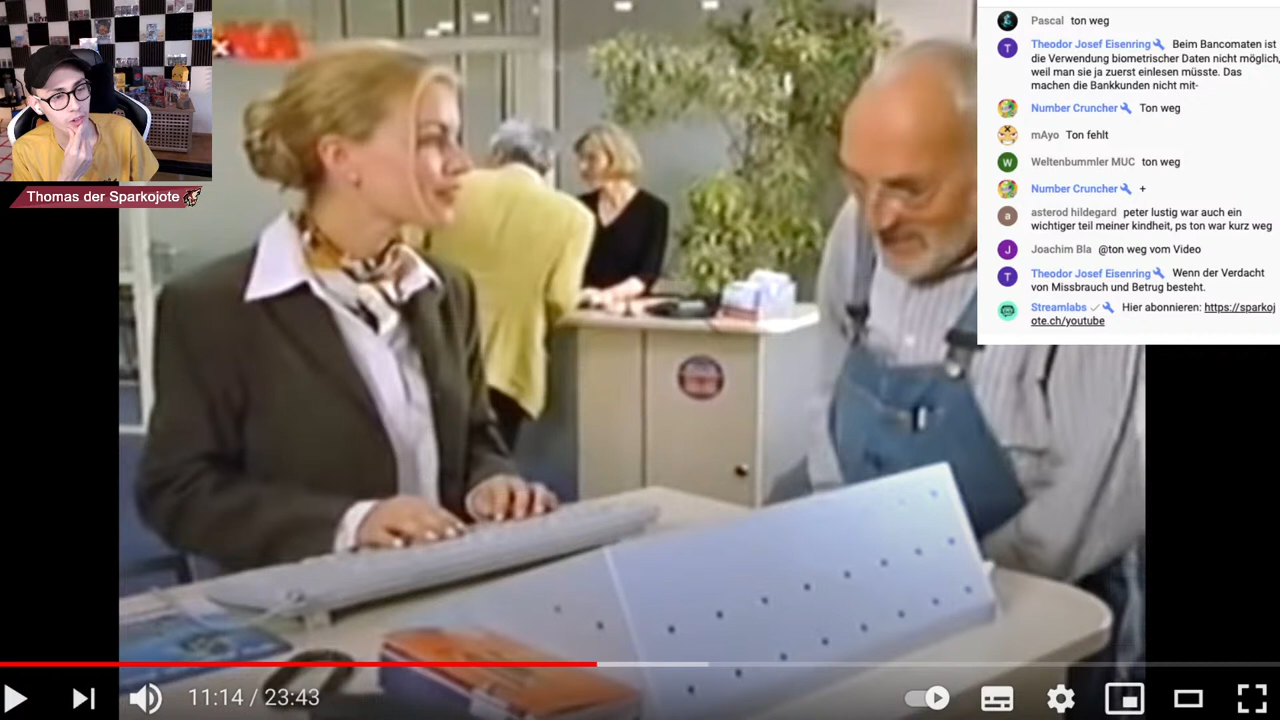 Thomas der Sparkojote
Pascal ton weg
Theodor Josef Eisenring Beim Bancomaten ist
die Verwendung biometrischer Daten nicht möglich,
weil man sie ja zuerst einlesen müsste. Das
machen die Bankkunden nicht mit-
Number Cruncher Ton weg
mAyo Ton fehlt
W Weltenbummler MUC ton weg
Number Cruncher +
a asterod hildegard peter lustig war auch ein
wichtiger teil meiner kindheit, ps ton war kurz weg
J Joachim Bla @ton weg vom Video
T Theodor Josef Eisenring Wenn der Verdacht
von Missbrauch und Betrug besteht.
Streamlabs Hier abonnieren: https://sparkoj
ote.ch/youtube
11:14 / 23:43